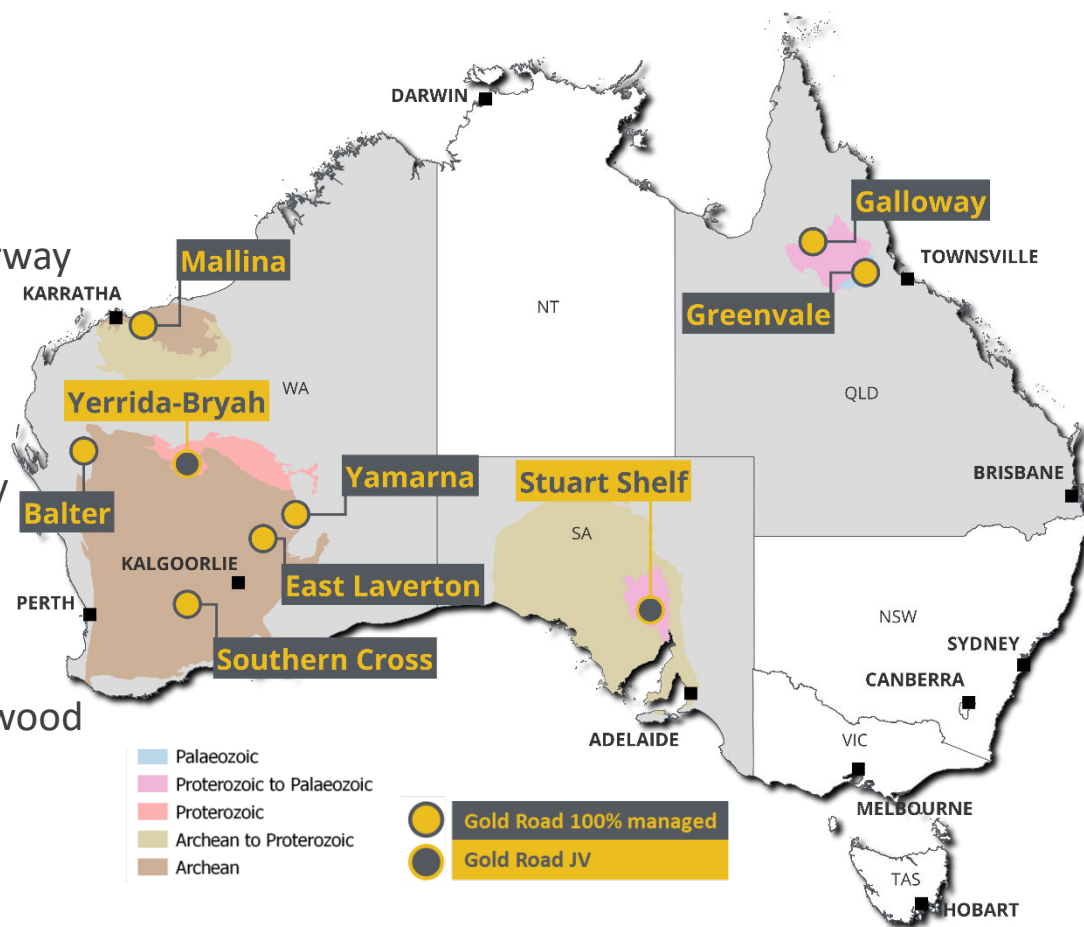 DARWIN
Galloway
rway
Mallina
TOWNSVILLE
KARRATHA
Greenvale
NT
WA
QLD
Yerrida-Bryah
BRISBANE
Yamarna
Stuart Shelf
y
Balter
SA
KALGOORLIE
East Laverton
PERTH
NSW
SYDNEY
Southern Cross
CANBERRA
wood
ADELAIDE
VIC
Palaeozoic
Proterozoic to Palaeozoic
MELBOURNE
Proterozoic
Gold Road 100% managed
Archean to Proterozoic
Gold Road JV
Archean
TAS
HOBART